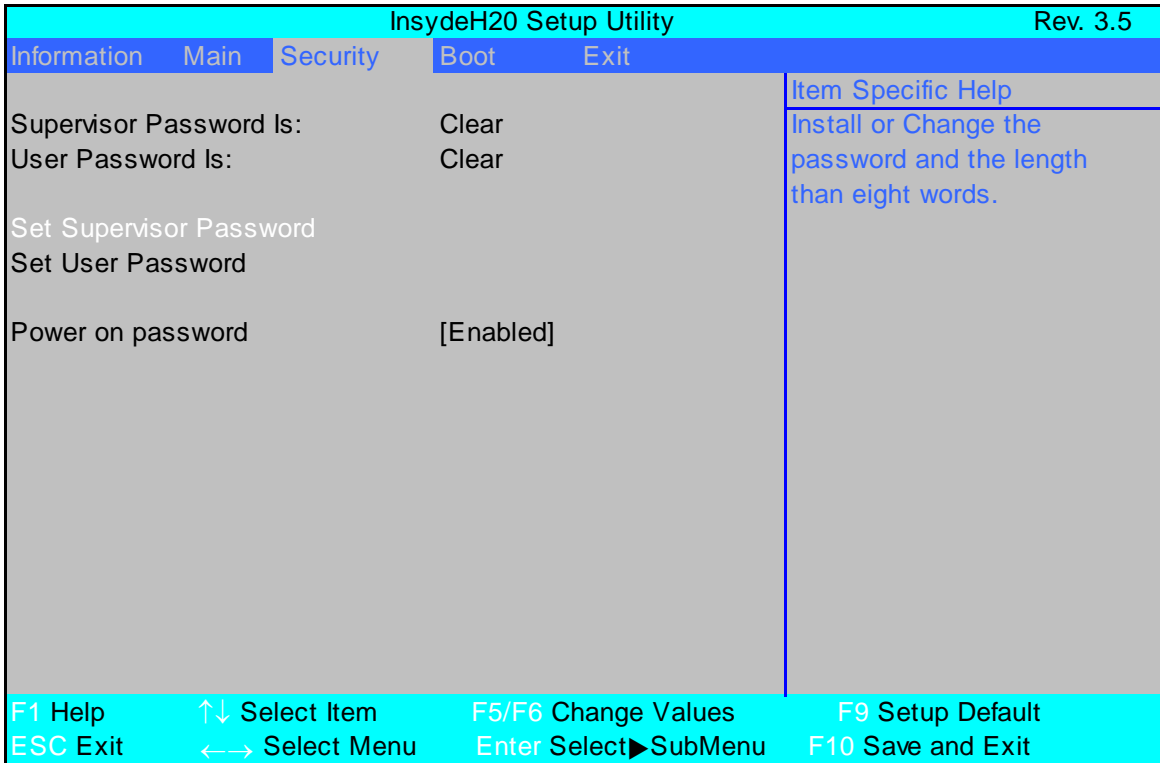 InsydeH20 Setup Utility Rev. 3.5
Information Main Security Boot Exit
Item Specific Help
Supervisor Password Is: Clear
Install or Change the
User Password Is: Clear
password and the length
than eight words.
Set Supervisor Password
Set User Password
Power on password [Enabled]
F1 Help ↑↓ Select Item F5/F6 Change Values F9 Setup Default
ESC Exit ←→ Select Menu Enter Select▶SubMenu F10 Save and Exit